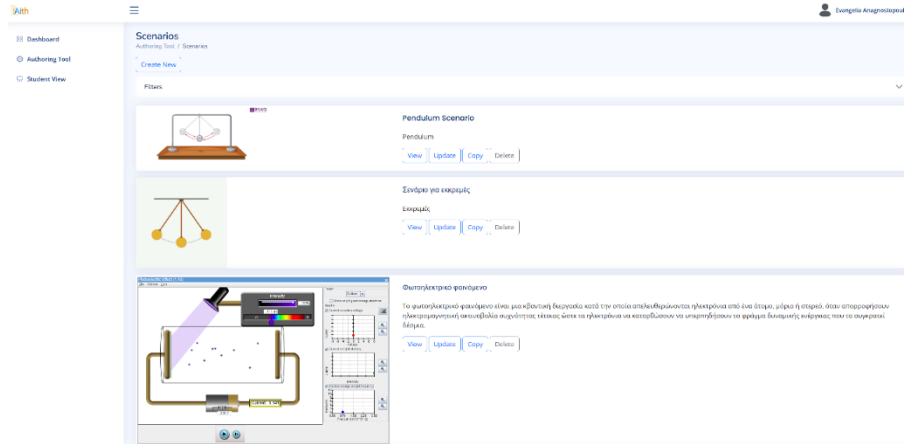 Aith
Evangelia Anagnostopoul
Dashboard
Authoring Tool
Student View
Scenarios
Authoring Tool / Scenarios
Create New
Filters
Pendulum Scenario
Pendulum
View Update Copy Delete
Σενάριο για εκκρεμές
Εκκρεμές
View Update Copy Delete
Φωτοηλεκτρικό φαινόμενο
Το φωτοηλεκτρικό φαινόμενο είναι μια κβαντική διεργασία κατά την οποία απελευθερώνονται ηλεκτρόνια από ένα άτομο, μόριο ή στερεό, όταν απορροφήσουν
ηλεκτρομαγνητική ακτινοβολία συχνότητας τέτοιας ώστε τα ηλεκτρόνια να κατορθώσουν να υπερπηδήσουν το φράγμα δυναμικής ενέργειας που τα συγκρατεί
δέσμια.
View Update Copy Delete
Intensity